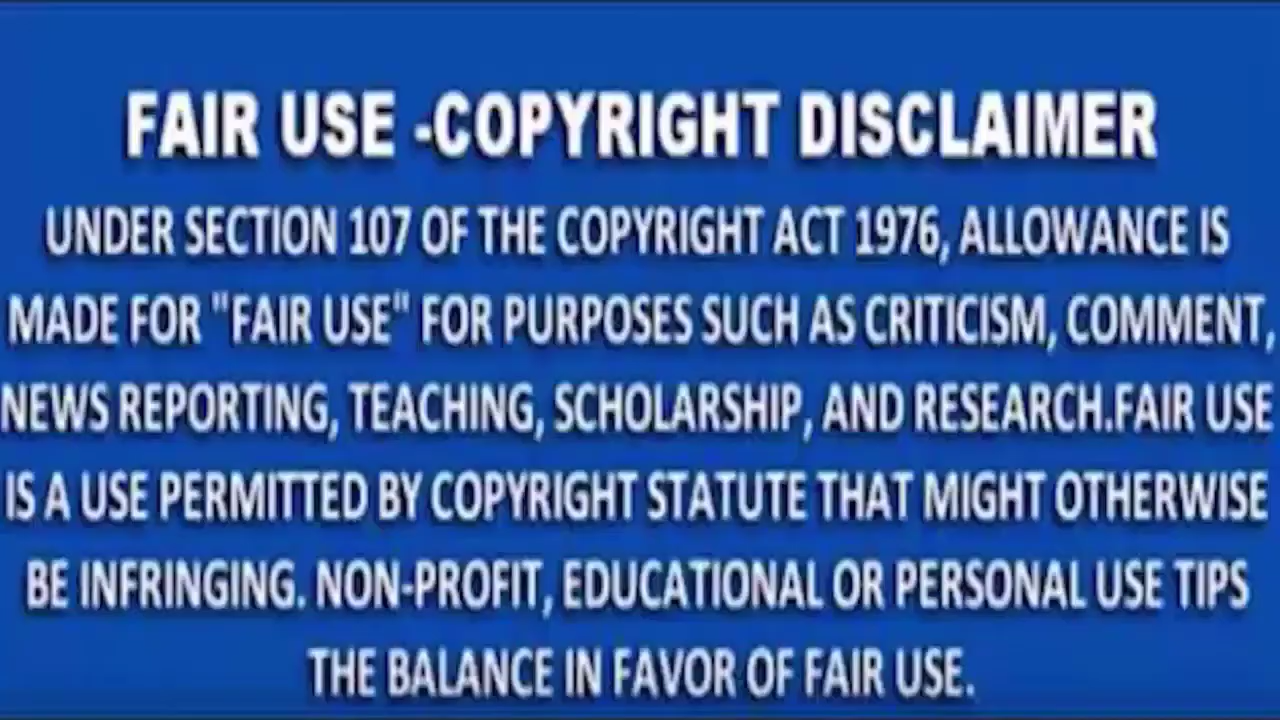 FAIR USE -COPYRIGHT DISCLAIMER
UNDER SECTION 107 OF THE COPYRIGHT ACT 1976, ALLOWANCE IS
MADE FOR "FAIR USE" FOR PURPOSES SUCH AS CRITICISM, COMMENT,
NEWS REPORTING, TEACHING, SCHOLARSHIP, AND RESEARCH.FAIR USE
IS A USE PERMITTED BY COPYRIGHT STATUTE THAT MIGHT OTHERWISE
BE INFRINGING. NON-PROFIT, EDUCATIONAL OR PERSONAL USE TIPS
THE BALANCE IN FAVOR OF FAIR USE.